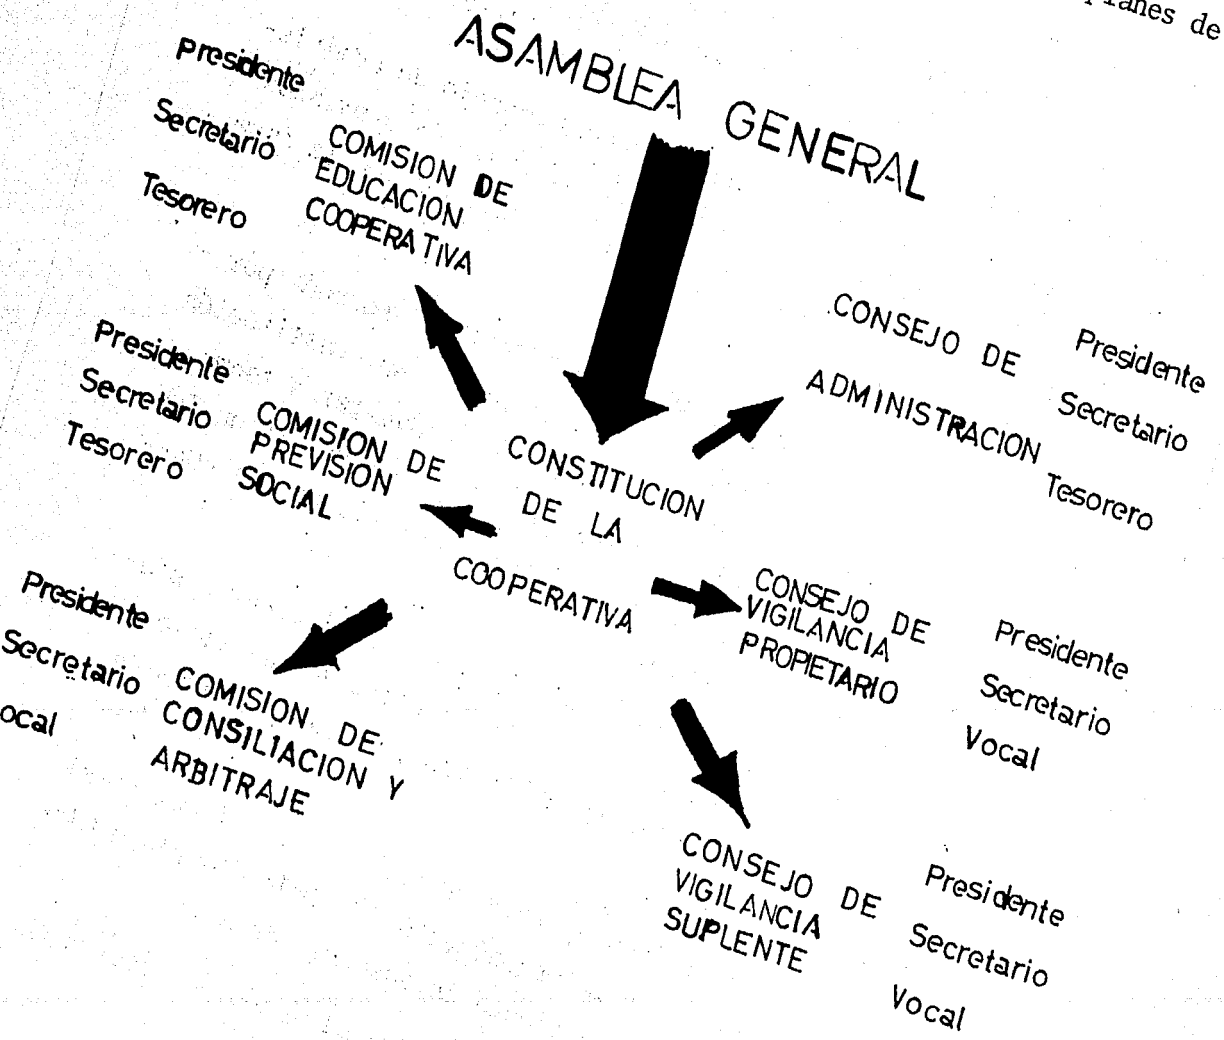 planes de
ASAMBLEA GENERAL
Presidente
Secretario
Tesorero
COMISION DE
EDUCACION
COOPERATIVA
CONSEJO DE
ADMINISTRACION
Presidente
Secretario
Tesorero
Presidente
Secretario
Tesorero
COMISION DE
PREVISION
SOCIAL
CONSTITUCION
DE LA
COOPERATIVA
CONSEJO DE
VIGILANCIA
PROPIETARIO
Presidente
Secretario
Vocal
Presidente
Secretario
ocal
COMISION DE
CONSILIACION Y
ARBITRAJE
CONSEJO DE
VIGILANCIA
SUPLENTE
Presidente
Secretario
Vocal